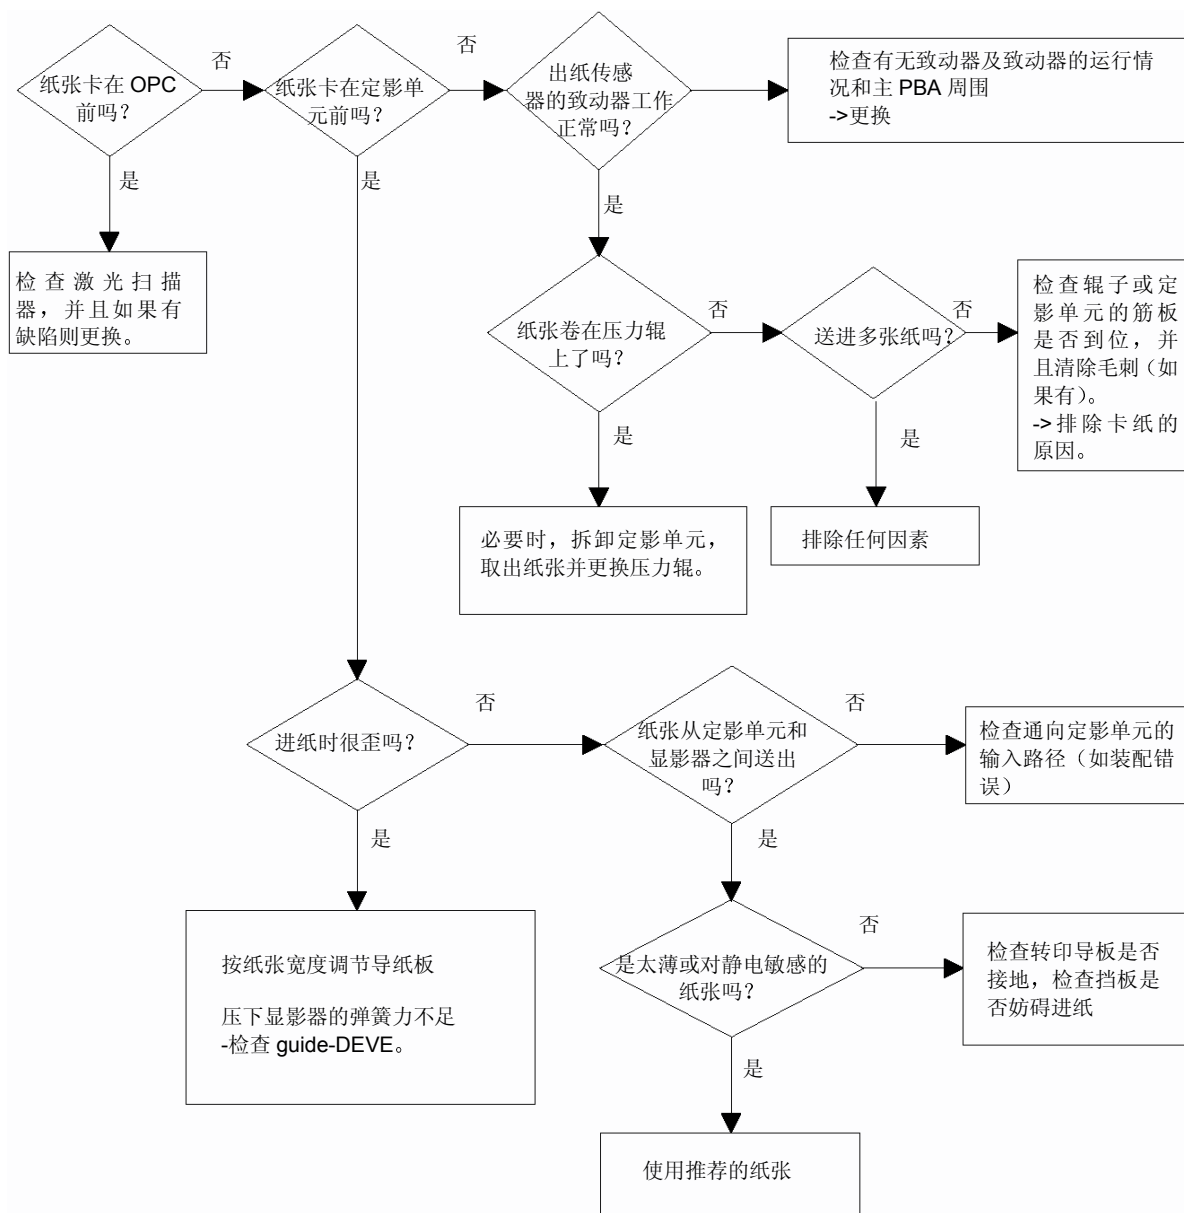 纸张卡在 OPC
前吗？
否
纸张卡在定影单
元前吗？
否
出纸传感
器的致动器工作
正常吗？
检查有无致动器及致动器的运行情
况和主 PBA 周围
->更换
是
是
是
检查激光扫描
器，并且如果有
缺陷则更换。
纸张卷在压力辊
上了吗？
否
送进多张纸吗？
否
检查辊子或定
影单元的筋板
是否到位，并
且清除毛刺（如
果有）。
->排除卡纸的
原因。
是
是
必要时，拆卸定影单元，
取出纸张并更换压力辊。
排除任何因素
进纸时很歪吗？
否
纸张从定影单元和
显影器之间送出
吗？
否
检查通向定影单元的
输入路径（如装配错
误）
是
是
按纸张宽度调节导纸板
压下显影器的弹簧力不足
-检查 guide-DEVE。
是太薄或对静电敏感的
纸张吗？
否
检查转印导板是否
接地，检查挡板是
否妨碍进纸
是
使用推荐的纸张